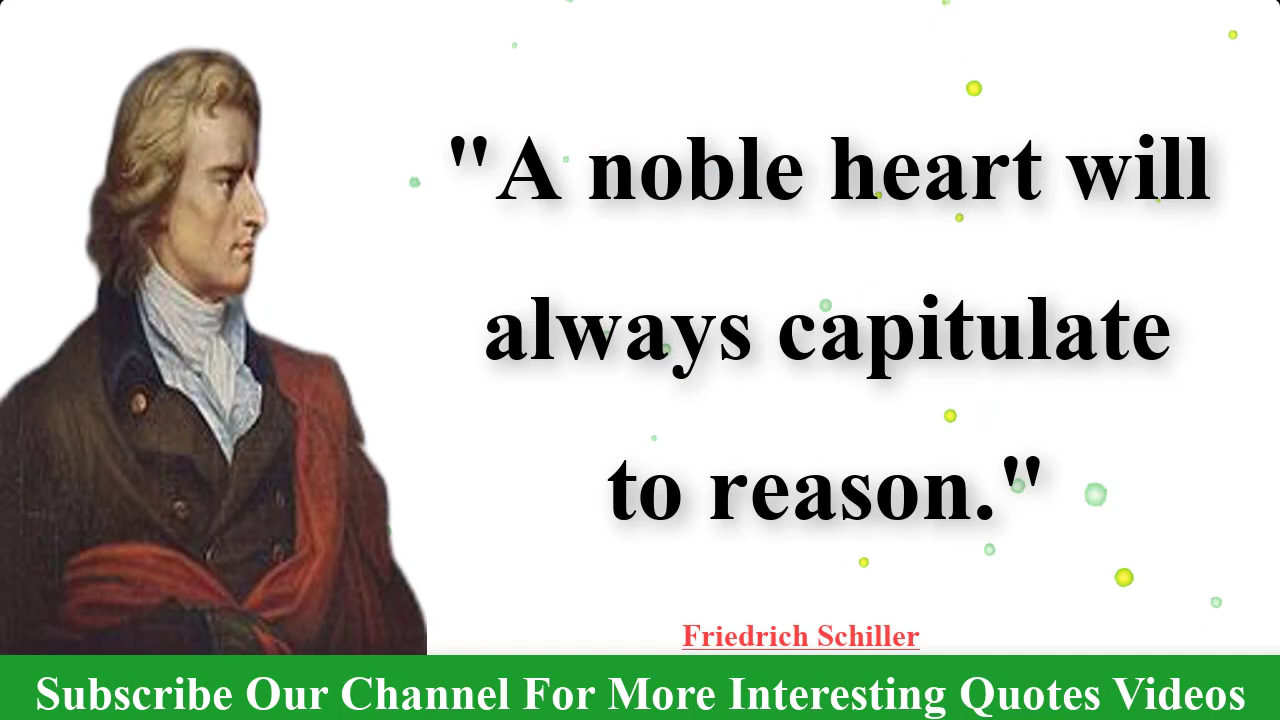 "A noble heart will
always capitulate
to reason."
Friedrich Schiller
Subscribe Our Channel For More Interesting Quotes Videos